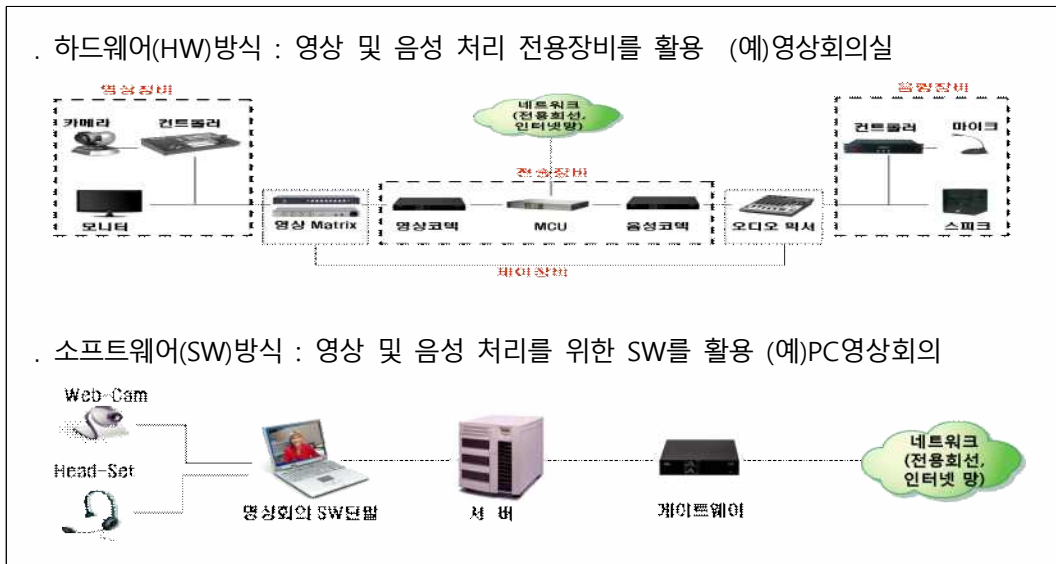 . 하드웨어(HW)방식 : 영상 및 음성 처리 전용장비를 활용 (예)영상회의실
영상장비
음향장비
카메라
컨트롤러
네트워크
(전용회선,
인터넷망)
컨트롤러
마이크
전송장비
모니터
영상 Matrix
영상코덱
MCU
음성코덱
오디오 믹서
스피크
제어장비
. 소프트웨어(SW)방식 : 영상 및 음성 처리를 위한 SW를 활용 (예)PC영상회의
Web-Cam
Head-Set
영상회의 SW단말
서 버
게이트웨이
네트워크
(전용회선,
인터넷 망)